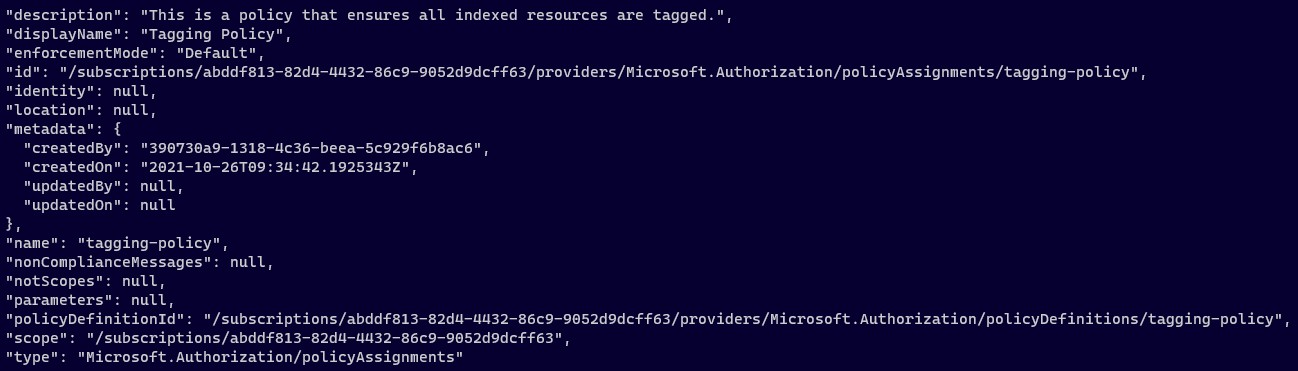 "description": "This is a policy that ensures all indexed resources are tagged.",
"displayName": "Tagging Policy",
"enforcementMode": "Default",
"id": "/subscriptions/abddf813-82d4-4432-86c9-9052d9dcff63/providers/Microsoft.Authorization/policyAssignments/tagging-policy",
"identity": null,
"location": null,
"metadata": {
  "createdBy": "390730a9-1318-4c36-beea-5c929f6b8ac6",
  "createdOn": "2021-10-26T09:34:42.1925343Z",
  "updatedBy": null,
  "updatedOn": null
},
"name": "tagging-policy",
"nonComplianceMessages": null,
"notScopes": null,
"parameters": null,
"policyDefinitionId": "/subscriptions/abddf813-82d4-4432-86c9-9052d9dcff63/providers/Microsoft.Authorization/policyDefinitions/tagging-policy",
"scope": "/subscriptions/abddf813-82d4-4432-86c9-9052d9dcff63",
"type": "Microsoft.Authorization/policyAssignments"